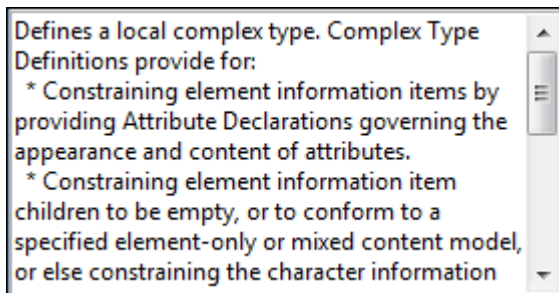 Defines a local complex type. Complex Type
Definitions provide for:
* Constraining element information items by
providing Attribute Declarations governing the
appearance and content of attributes.
* Constraining element information item
children to be empty, or to conform to a
specified element-only or mixed content model,
or else constraining the character information